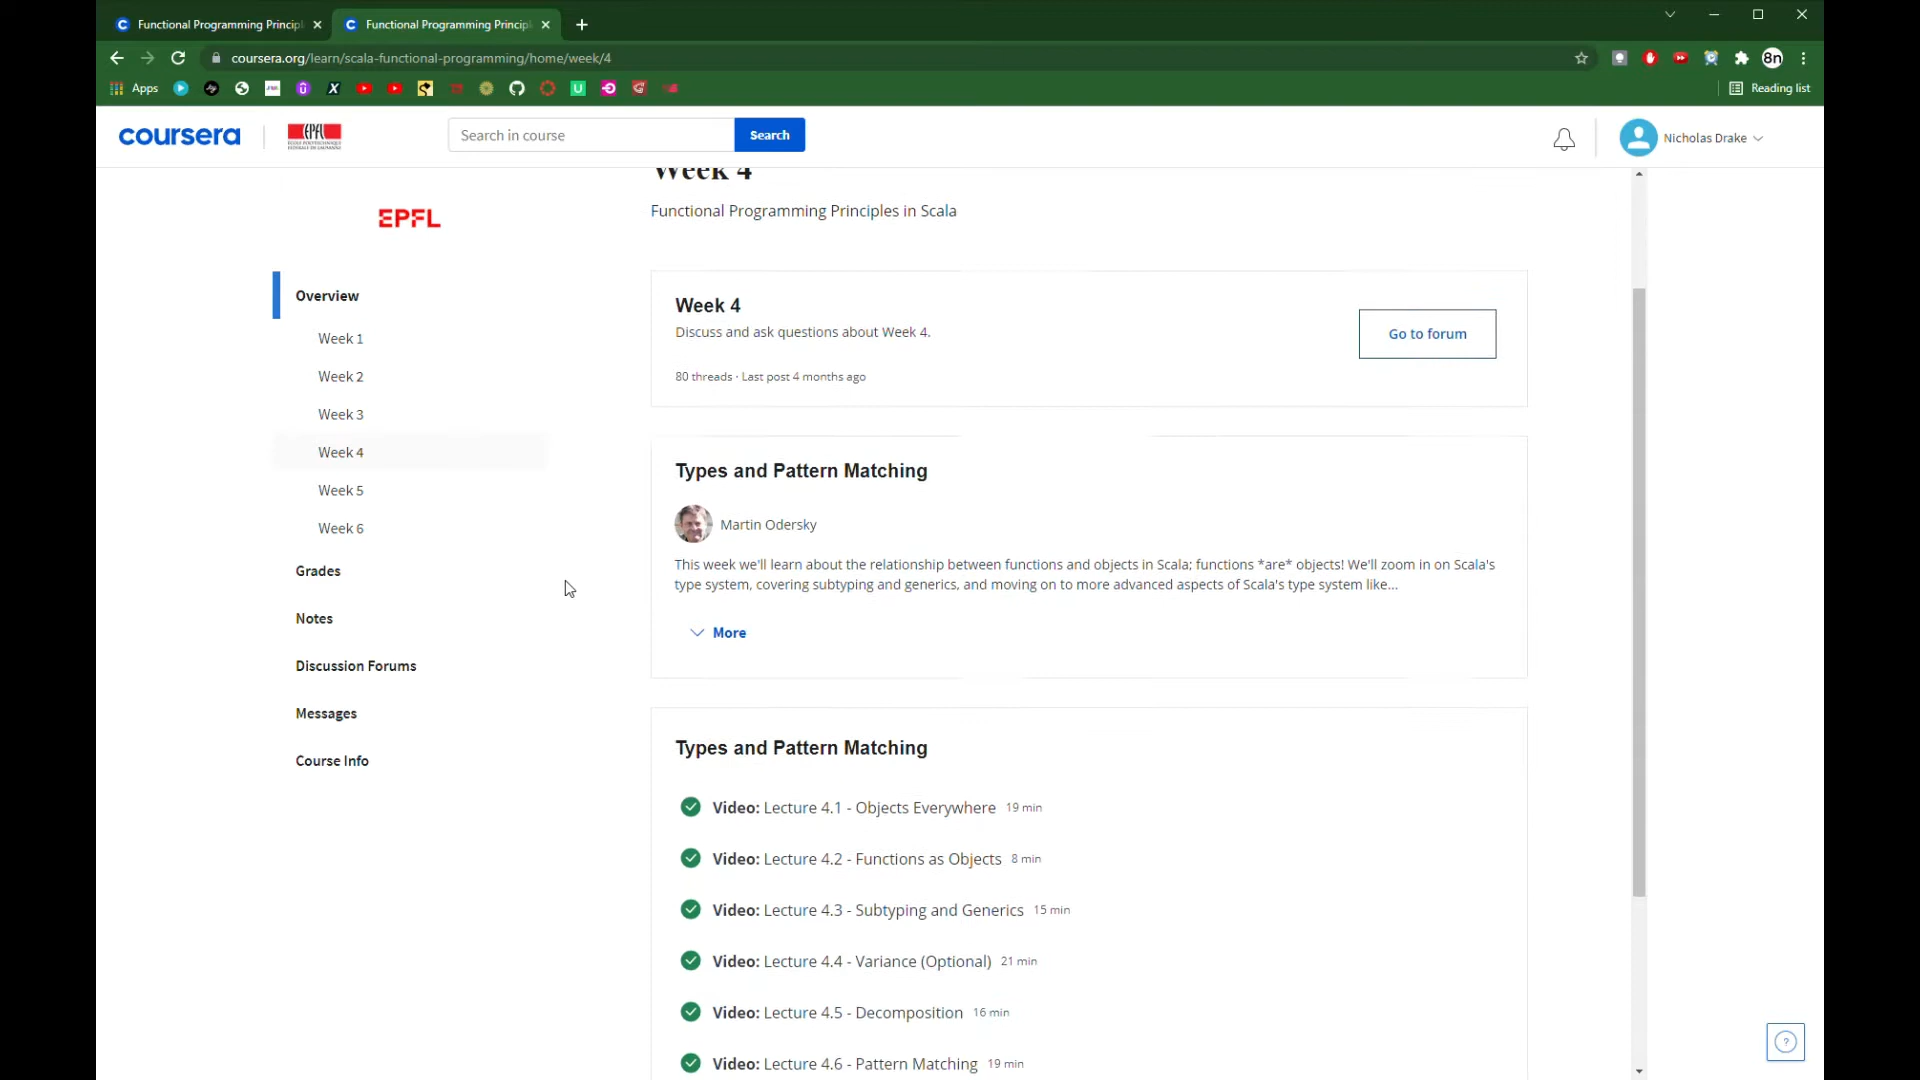 Functional Programming Princip
Functional Programming Princip
coursera.org/learn/scala-functional-programming/home/week/4
8n
Apps
Reading list
coursera
EPFL
Search in course
Search
Nicholas Drake
Week 4
Functional Programming Principles in Scala
EPFL
Overview
Week 1
Week 2
Week 3
Week 4
Week 5
Week 6
Grades
Notes
Discussion Forums
Messages
Course Info
Week 4
Discuss and ask questions about Week 4.
80 threads · Last post 4 months ago
Go to forum
Types and Pattern Matching
Martin Odersky
This week we'll learn about the relationship between functions and objects in Scala; functions *are* objects! We'll zoom in on Scala's
type system, covering subtyping and generics, and moving on to more advanced aspects of Scala's type system like...
More
Types and Pattern Matching
Video: Lecture 4.1 - Objects Everywhere 19 min
Video: Lecture 4.2 - Functions as Objects 8 min
Video: Lecture 4.3 - Subtyping and Generics 15 min
Video: Lecture 4.4 - Variance (Optional) 21 min
Video: Lecture 4.5 - Decomposition 16 min
Video: Lecture 4.6 - Pattern Matching 19 min
?